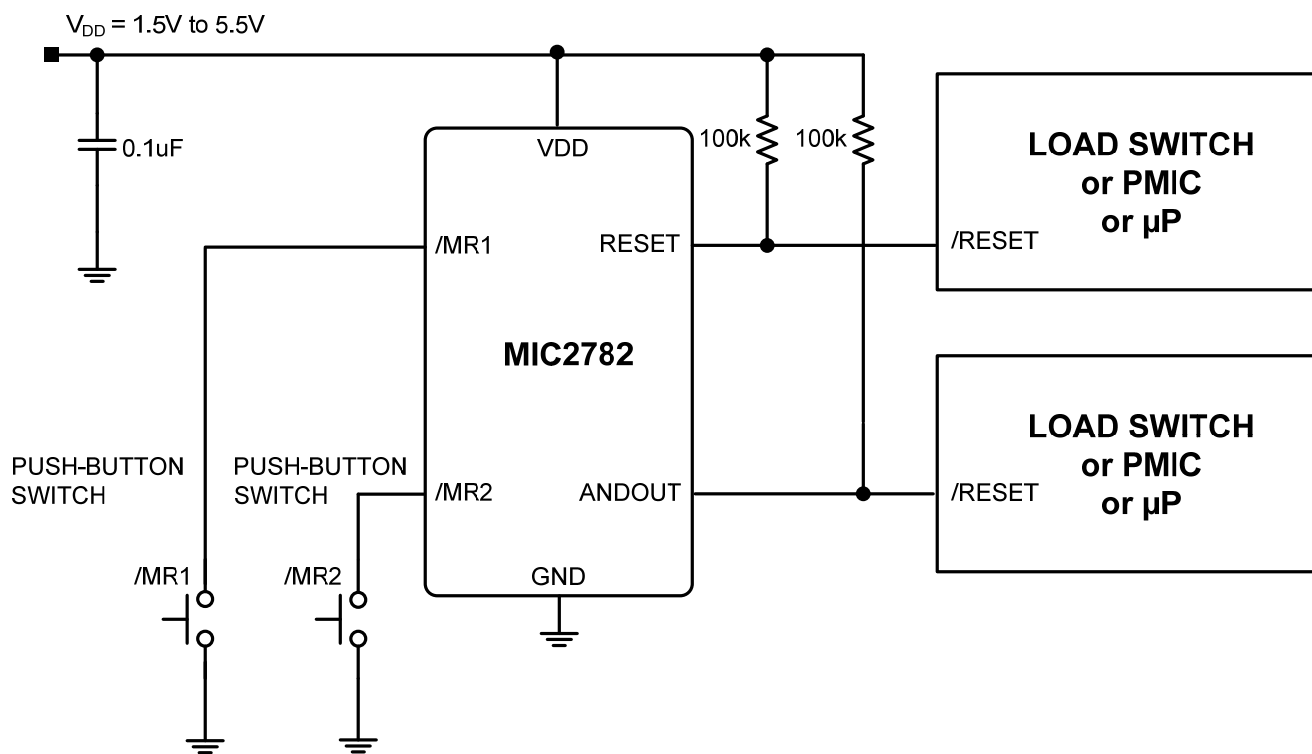 VDD = 1.5V to 5.5V
0.1uF
VDD
100k
100k
LOAD SWITCH
or PMIC
or µP
/MR1
RESET
/RESET
MIC2782
LOAD SWITCH
or PMIC
or µP
PUSH-BUTTON
SWITCH
PUSH-BUTTON
SWITCH
/MR2
ANDOUT
/RESET
/MR1
/MR2
GND